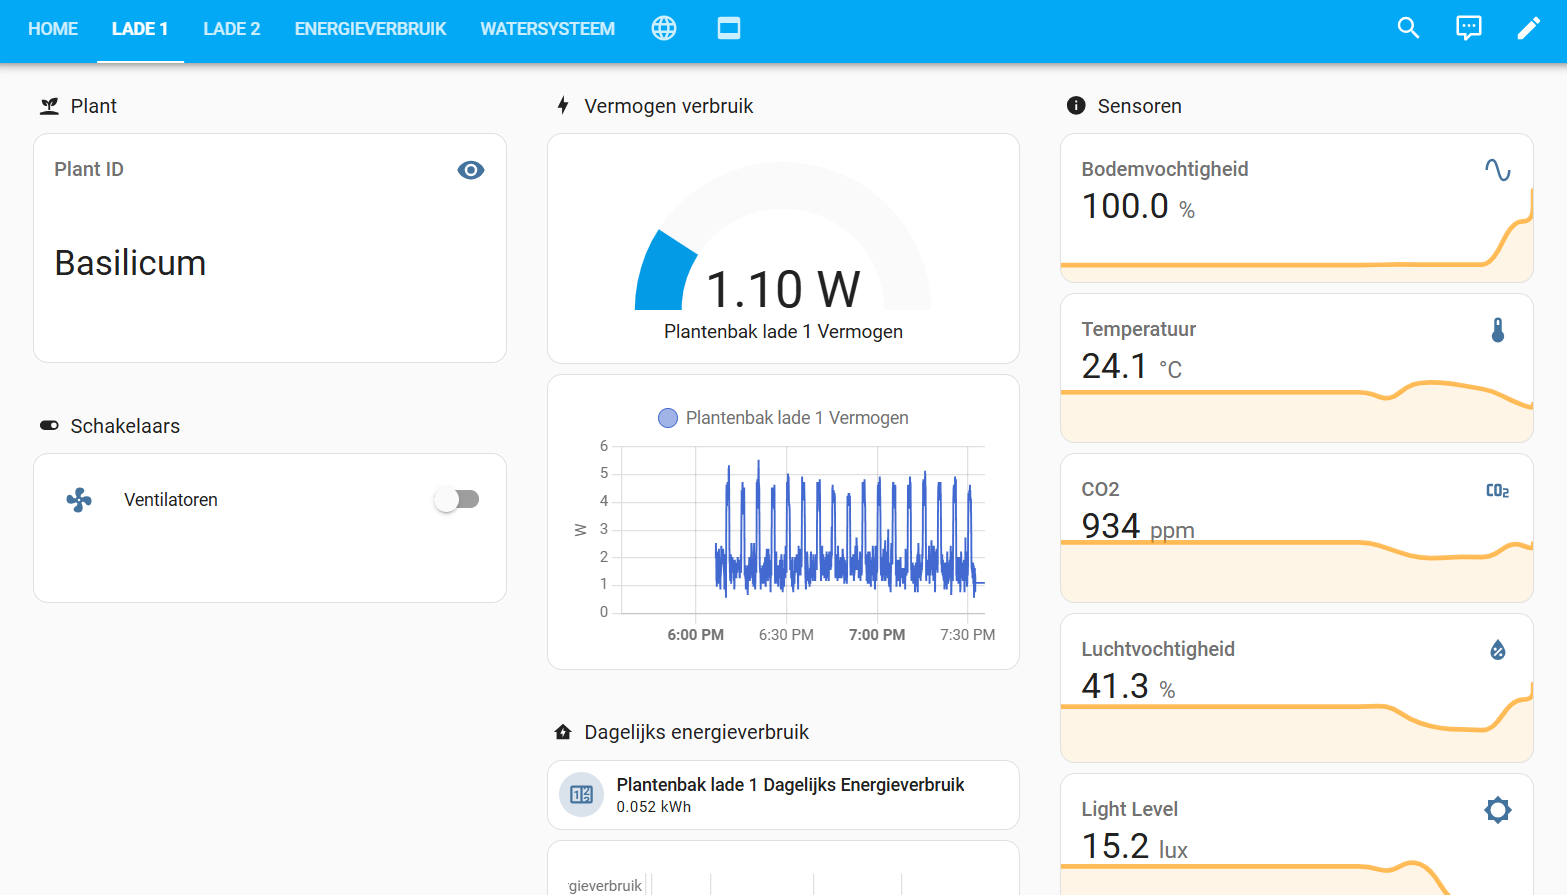 HOME LADE 1 LADE 2 ENERGIEVERBRUIK WATERSYSTEEM
Plant
Plant ID
Basilicum
Schakelaars
Ventilatoren
Vermogen verbruik
1.10 W
Plantenbak lade 1 Vermogen
Plantenbak lade 1 Vermogen
6
5
4
3
2
1
0
W
6:00 PM 6:30 PM 7:00 PM 7:30 PM
Dagelijks energieverbruik
Plantenbak lade 1 Dagelijks Energieverbruik
0.052 kWh
gieverbruik
Sensoren
Bodemvochtigheid
100.0 %
Temperatuur
24.1 °C
CO2
CO2
934 ppm
Luchtvochtigheid
41.3 %
Light Level
15.2 lux